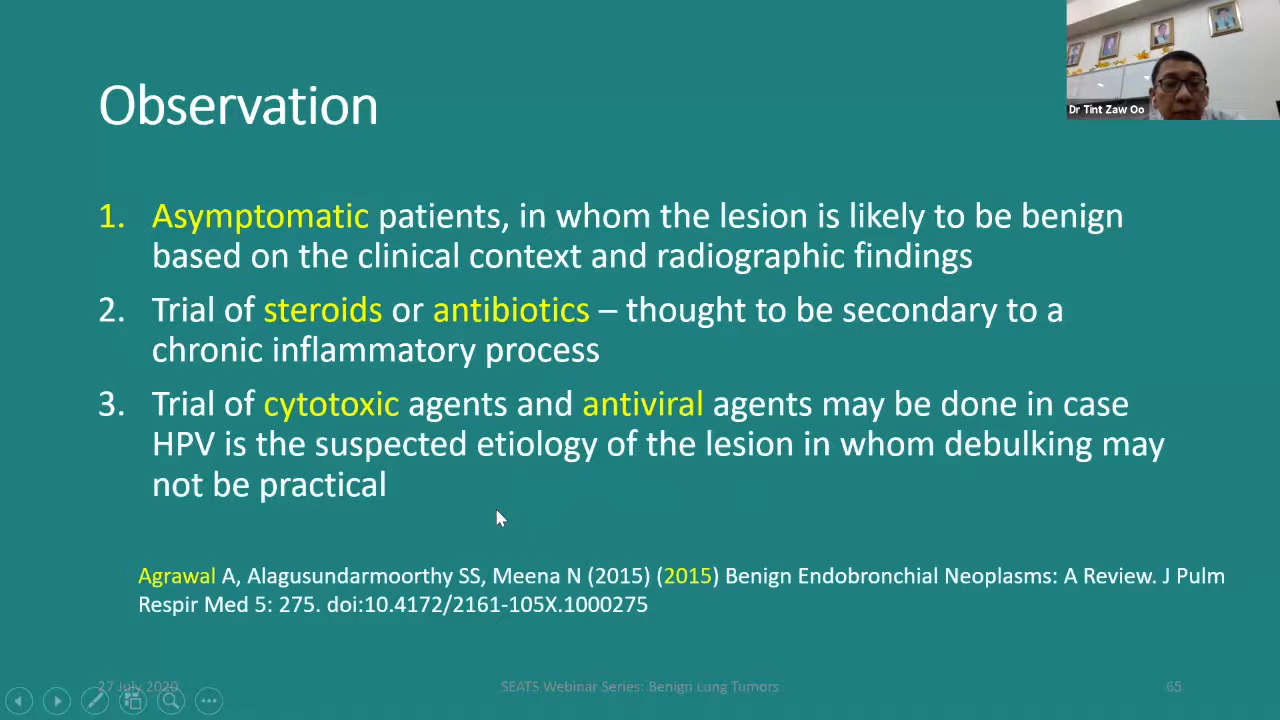 Observation
Dr Tint Zaw Oo
1. Asymptomatic patients, in whom the lesion is likely to be benign
based on the clinical context and radiographic findings
2. Trial of steroids or antibiotics – thought to be secondary to a
chronic inflammatory process
3. Trial of cytotoxic agents and antiviral agents may be done in case
HPV is the suspected etiology of the lesion in whom debulking may
not be practical
Agrawal A, Alagusundarmoorthy SS, Meena N (2015) (2015) Benign Endobronchial Neoplasms: A Review. J Pulm
Respir Med 5: 275. doi:10.4172/2161-105X.1000275
27 July 2020
SEATS Webinar Series: Benign Lung Tumors
65